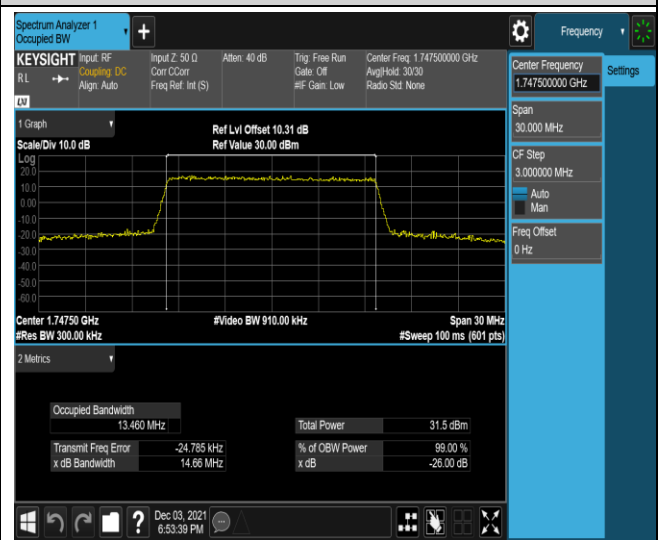 Spectrum Analyzer 1
Occupied BW
Frequency
KEYSIGHT
RL
LXI
Input: RF
Coupling: DC
Align: Auto
Input Z: 50 Ω
Corr CCorr
Freq Ref: Int (S)
Atten: 40 dB
Trig: Free Run
Gate: Off
#IF Gain: Low
Center Freq: 1.747500000 GHz
Avg|Hold: 30/30
Radio Std: None
Center Frequency
1.747500000 GHz
Settings
Span
30.000 MHz
CF Step
3.000000 MHz
Auto
Man
Freq Offset
0 Hz
1 Graph
Scale/Div 10.0 dB
Ref Lvl Offset 10.31 dB
Ref Value 30.00 dBm
Log
20.0
10.0
0.00
-10.0
-20.0
-30.0
-40.0
-50.0
-60.0
Center 1.74750 GHz
#Res BW 300.00 kHz
#Video BW 910.00 kHz
Span 30 MHz
#Sweep 100 ms (601 pts)
2 Metrics
Occupied Bandwidth
13.460 MHz
Total Power 31.5 dBm
Transmit Freq Error -24.785 kHz
% of OBW Power 99.00 %
x dB Bandwidth 14.66 MHz
x dB -26.00 dB
?
Dec 03, 2021
6:53:39 PM